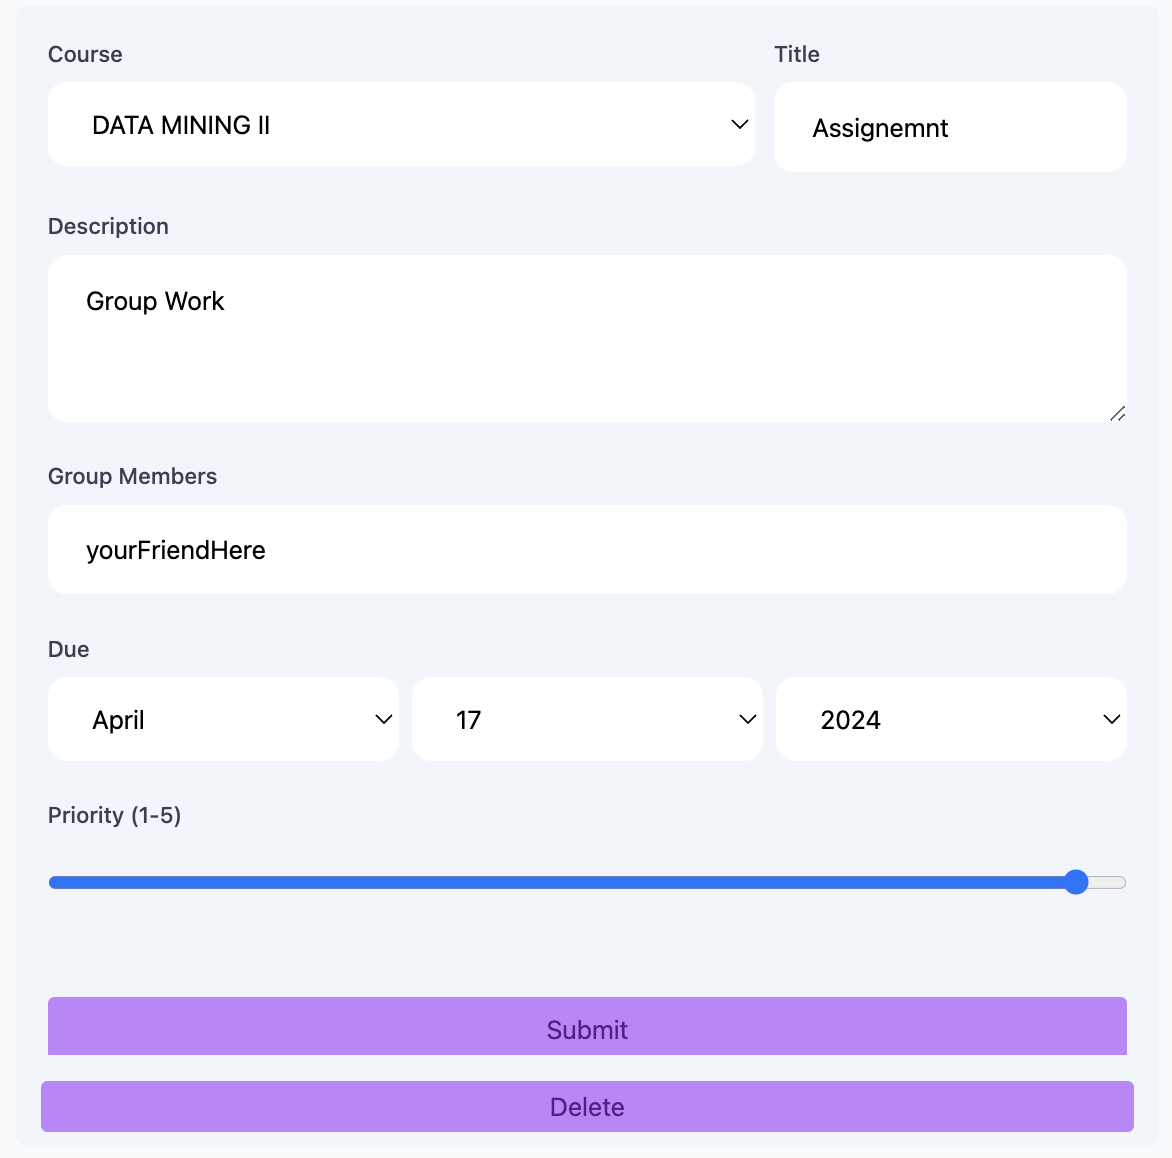 Course
Title
DATA MINING II
Assignemnt
Description
Group Work
Group Members
yourFriendHere
Due
April
17
2024
Priority (1-5)
Submit
Delete